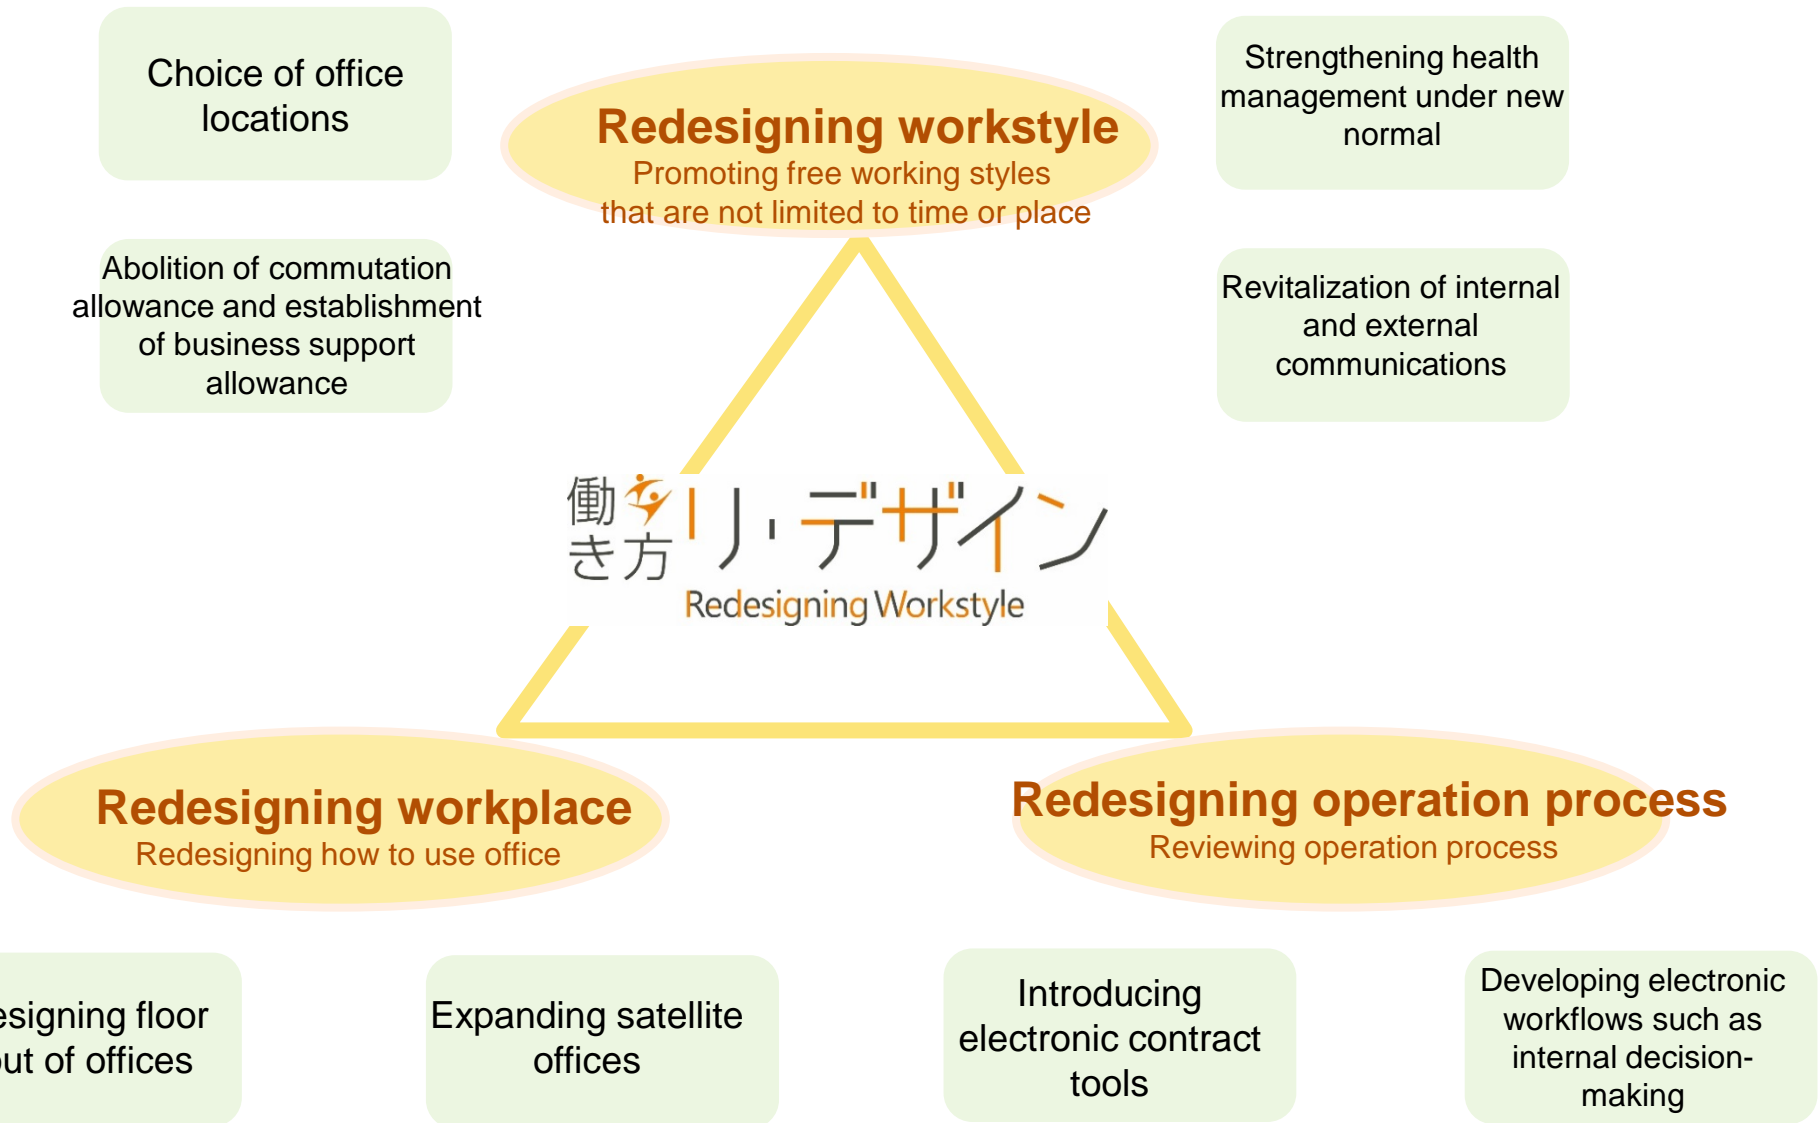 Choice of office
locations
Redesigning workstyle
Promoting free working styles
that are not limited to time or place
Strengthening health
management under new
normal
Abolition of commutation
allowance and establishment
of business support
allowance
Revitalization of internal
and external
communications
働き方
リ・デザイン
Redesigning Workstyle
Redesigning workplace
Redesigning how to use office
Redesigning operation process
Reviewing operation process
floor
of offices
Expanding satellite
offices
Introducing
electronic contract
tools
Developing electronic
workflows such as
internal decision-
making